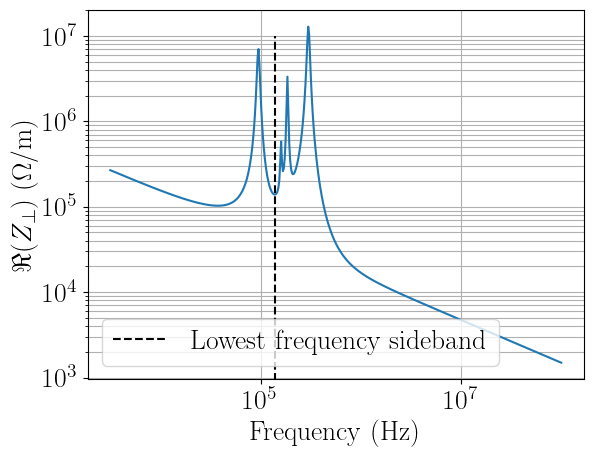 10^7
10^6
10^5
10^4
10^3
ℜ(Z_⊥) (Ω/m)
Lowest frequency sideband
10^5
10^7
Frequency (Hz)